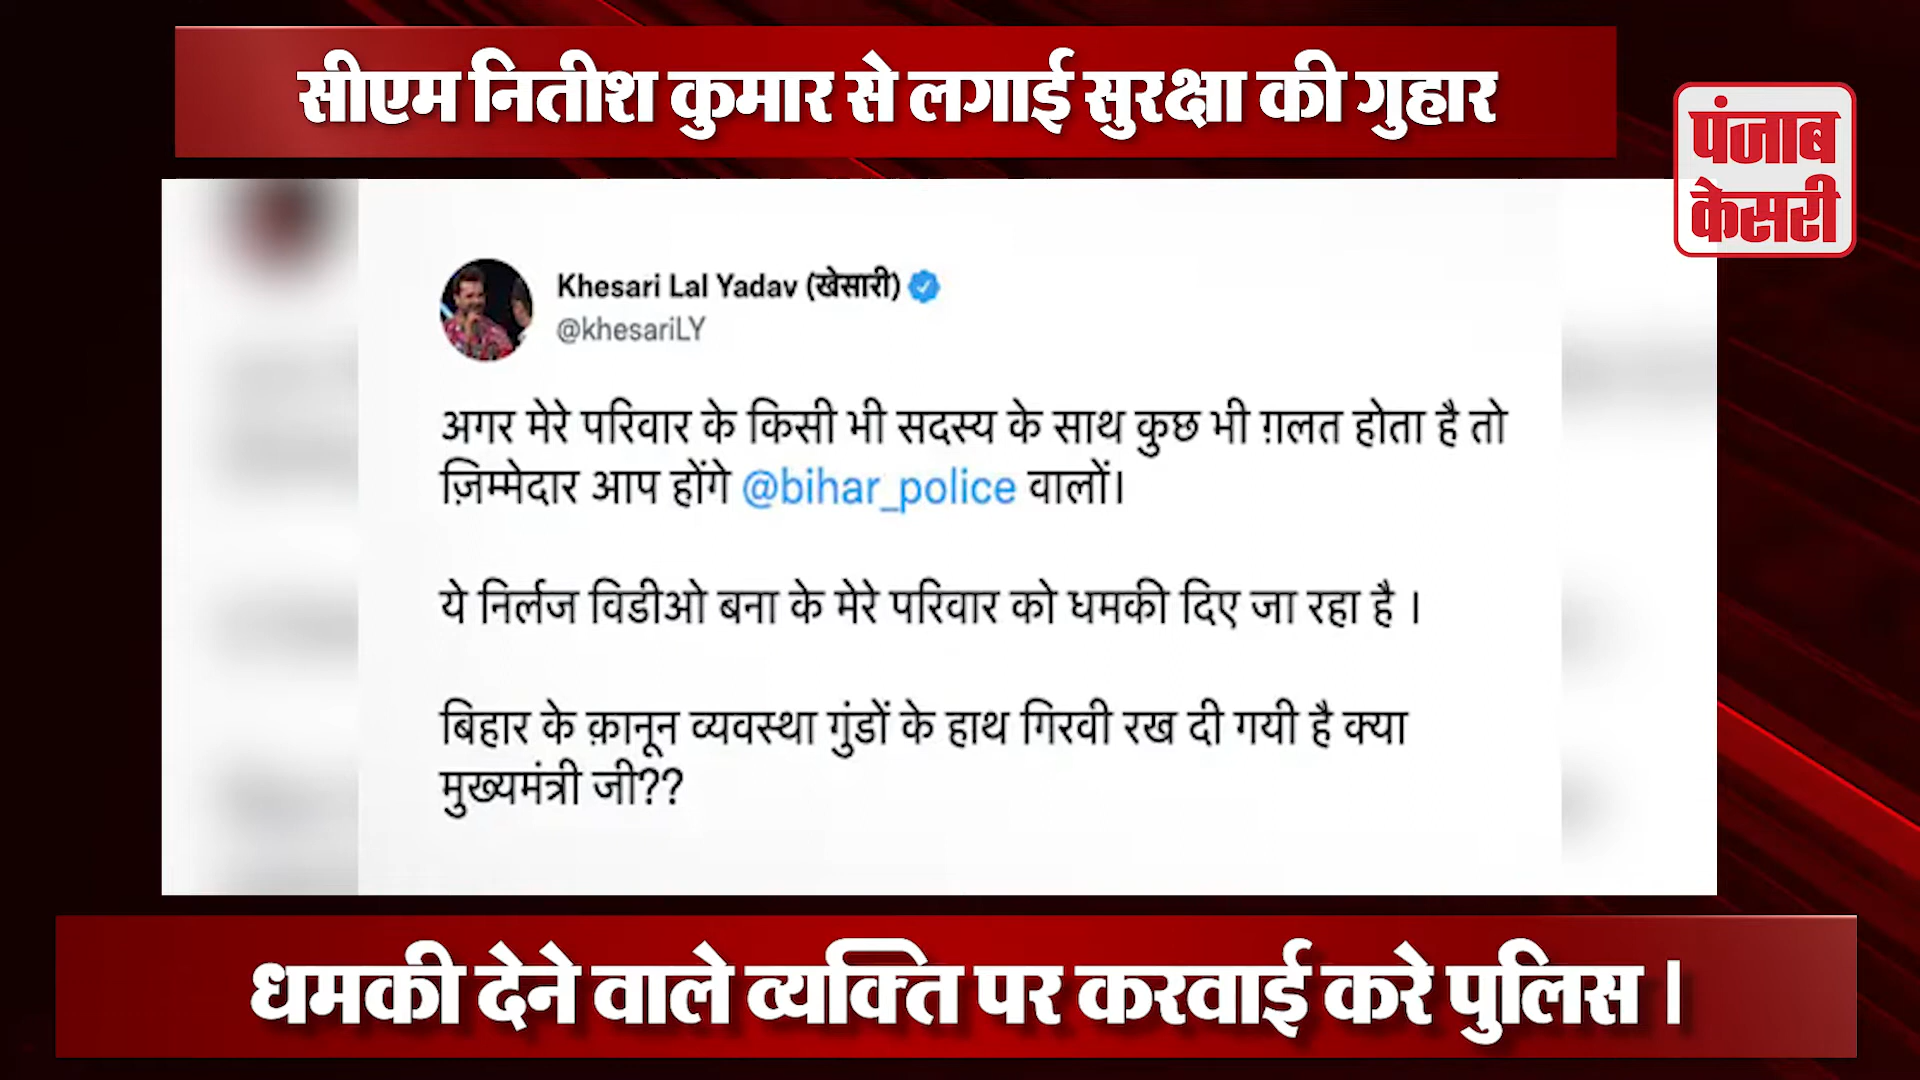 सीएम नितीश कुमार से लगाई सुरक्षा की गुहार
पंजाब
केसरी
Khesari Lal Yadav (खेसारी)
@khesariLY
अगर मेरे परिवार के किसी भी सदस्य के साथ कुछ भी ग़लत होता है तो
ज़िम्मेदार आप होंगे @bihar_police वालों।
ये निर्लज विडीओ बना के मेरे परिवार को धमकी दिए जा रहा है ।
बिहार के क़ानून व्यवस्था गुंडों के हाथ गिरवी रख दी गयी है क्या
मुख्यमंत्री जी??
धमकी देने वाले व्यक्ति पर करवाई करे पुलिस ।